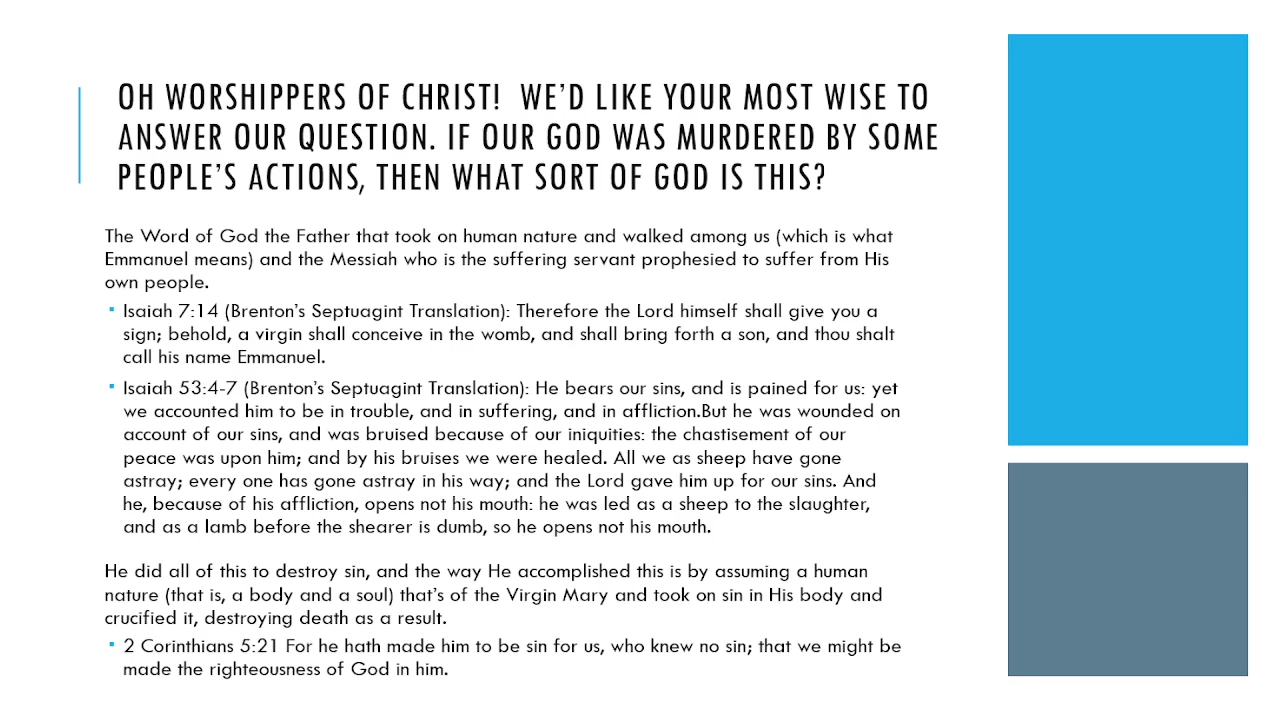 OH WORSHIPPERS OF CHRIST!  WE’D LIKE YOUR MOST WISE TO
ANSWER OUR QUESTION. IF OUR GOD WAS MURDERED BY SOME
PEOPLE’S ACTIONS, THEN WHAT SORT OF GOD IS THIS?
The Word of God the Father that took on human nature and walked among us (which is what
Emmanuel means) and the Messiah who is the suffering servant prophesied to suffer from His
own people.
▪ Isaiah 7:14 (Brenton’s Septuagint Translation): Therefore the Lord himself shall give you a
sign; behold, a virgin shall conceive in the womb, and shall bring forth a son, and thou shalt
call his name Emmanuel.
▪ Isaiah 53:4-7 (Brenton’s Septuagint Translation): He bears our sins, and is pained for us: yet
we accounted him to be in trouble, and in suffering, and in affliction.But he was wounded on
account of our sins, and was bruised because of our iniquities: the chastisement of our
peace was upon him; and by his bruises we were healed. All we as sheep have gone
astray; every one has gone astray in his way; and the Lord gave him up for our sins. And
he, because of his affliction, opens not his mouth: he was led as a sheep to the slaughter,
and as a lamb before the shearer is dumb, so he opens not his mouth.
He did all of this to destroy sin, and the way He accomplished this is by assuming a human
nature (that is, a body and a soul) that’s of the Virgin Mary and took on sin in His body and
crucified it, destroying death as a result.
▪ 2 Corinthians 5:21 For he hath made him to be sin for us, who knew no sin; that we might be
made the righteousness of God in him.